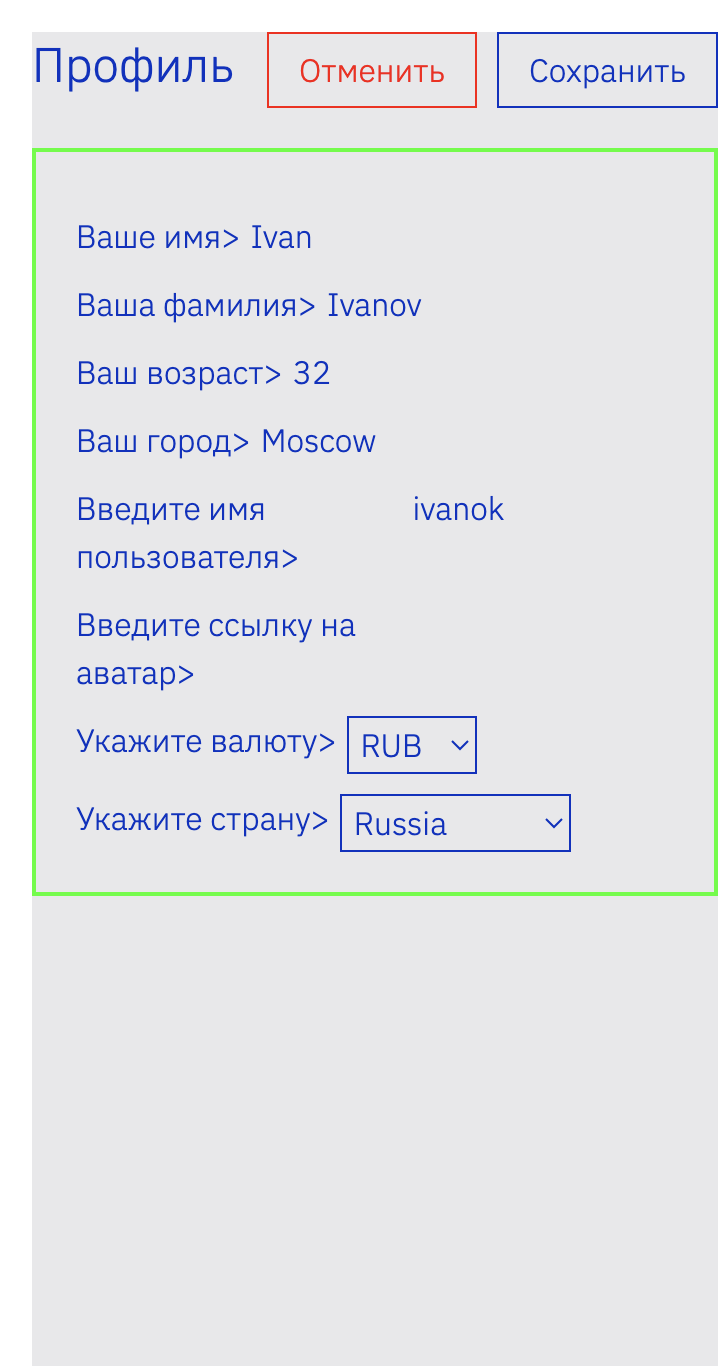 Профиль Отменить Сохранить
Ваше имя> Ivan
Ваша фамилия> Ivanov
Ваш возраст> 32
Ваш город> Moscow
Введите имя ivanok
пользователя>
Введите ссылку на
аватар>
Укажите валюту> RUB
Укажите страну> Russia